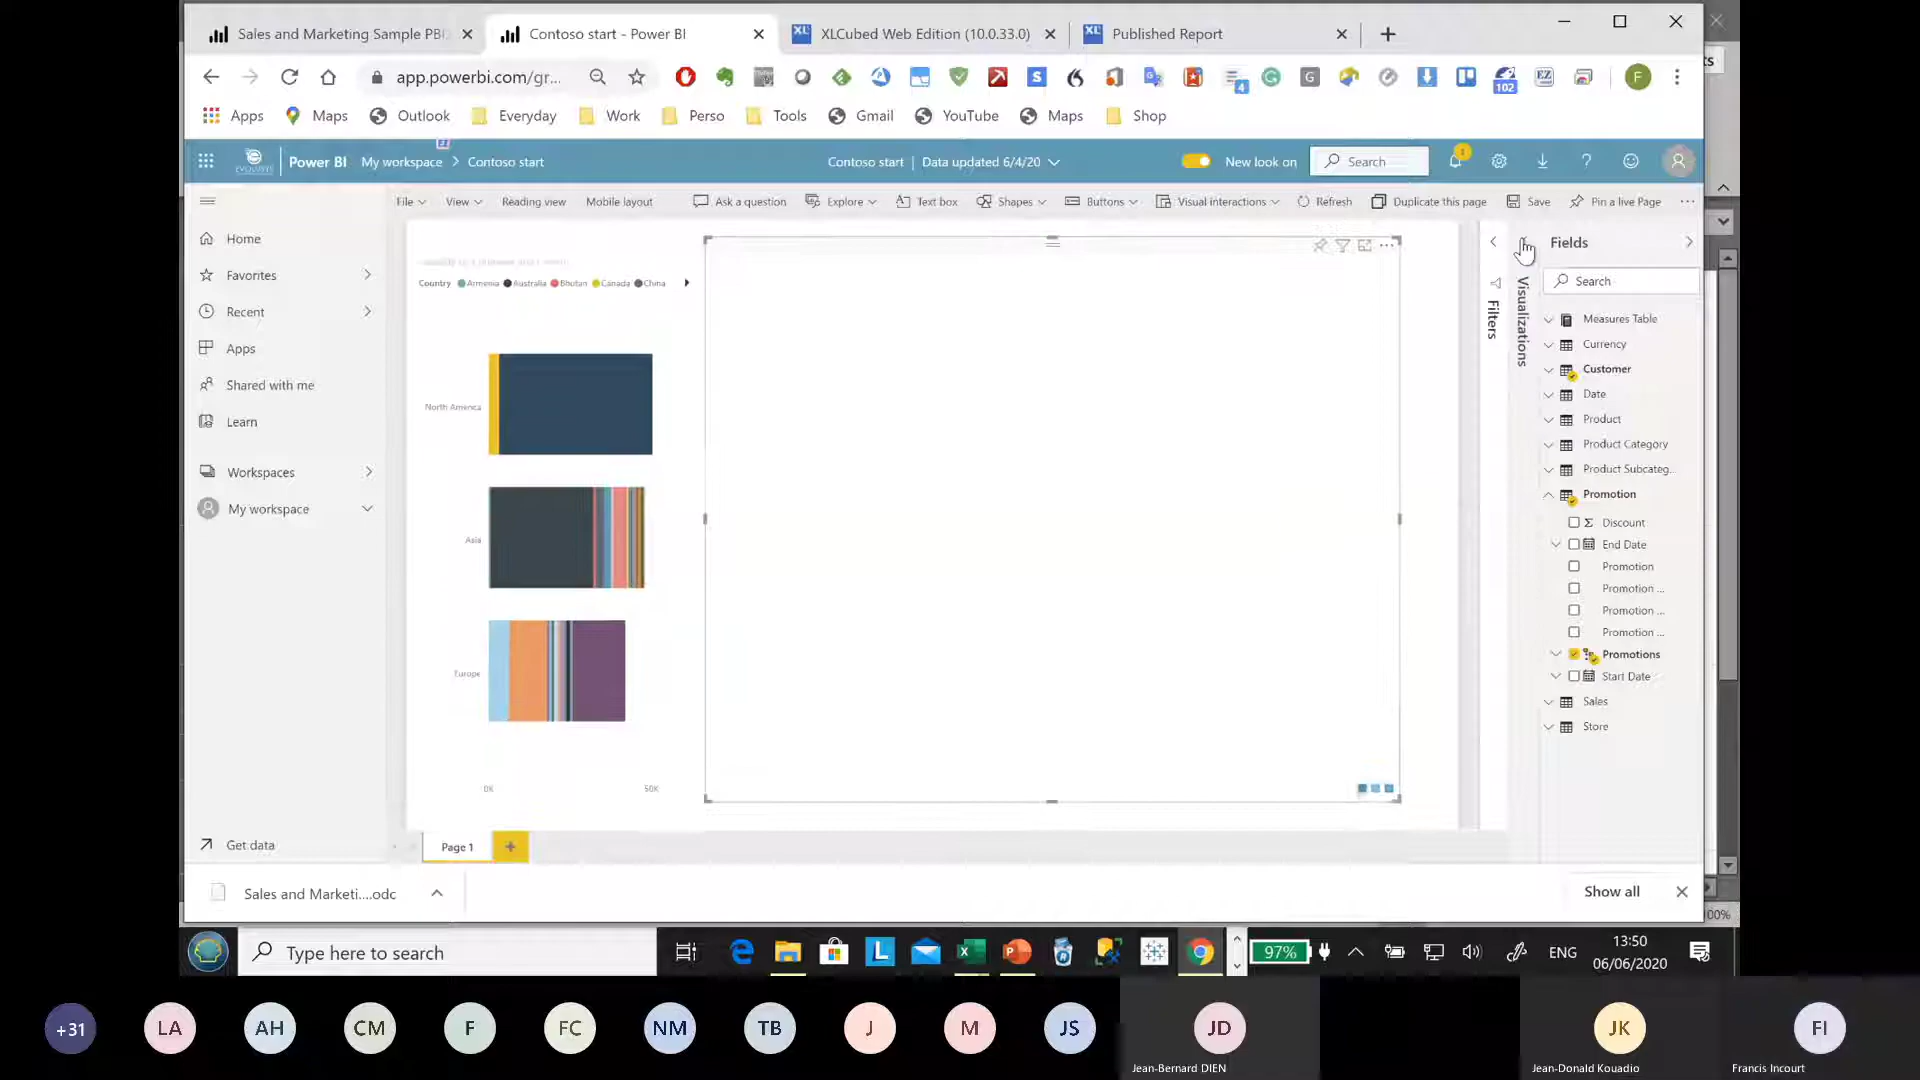 Sales and Marketing Sample PBI
Contoso start - Power BI
XLCubed Web Edition (10.0.33.0)
Published Report
app.powerbi.com/gr...
4
102
F
Apps
Maps
Outlook
Everyday
Work
Perso
Tools
Gmail
YouTube
Maps
Shop
Power BI
My workspace
Contoso start
Contoso start | Data updated 6/4/20
New look on
Search
1
File
View
Reading view
Mobile layout
Ask a question
Explore
Text box
Shapes
Buttons
Visual interactions
Refresh
Duplicate this page
Save
Pin a live Page
Home
Favorites
Recent
Apps
Shared with me
Learn
Workspaces
My workspace
Get data
Country
Armenia
Australia
Bhutan
Canada
China
North America
Asia
Europe
0K
50K
Filters
Visualizations
Fields
Search
Measures Table
Currency
Customer
Date
Product
Product Category
Product Subcateg...
Promotion
Discount
End Date
Promotion
Promotion ...
Promotion ...
Promotion ...
Promotions
Start Date
Sales
Store
Page 1
Sales and Marketi....odc
Show all
Type here to search
97%
ENG
13:50
06/06/2020
+31
LA
AH
CM
F
FC
NM
TB
J
M
JS
JD
JK
FI
Jean-Bernard DIEN
Jean-Donald Kouadio
Francis Incourt